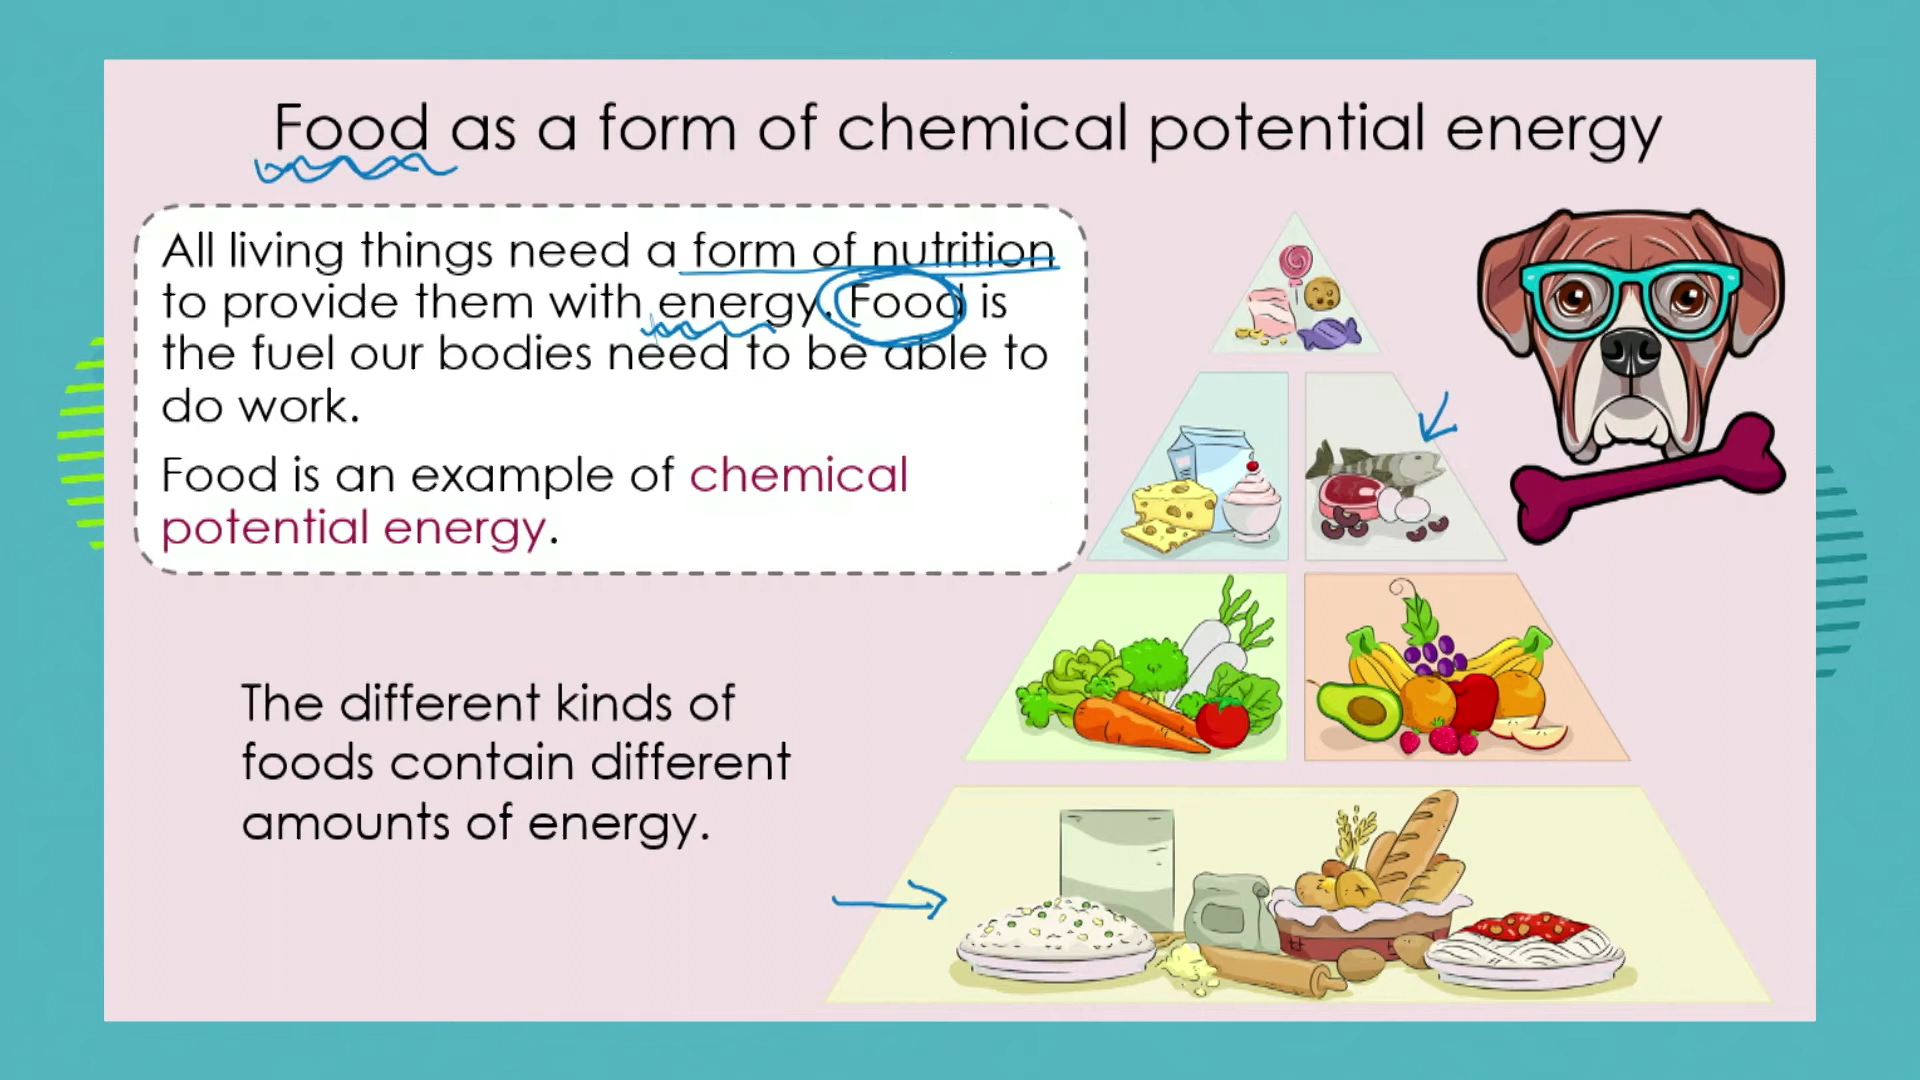 Food as a form of chemical potential energy
All living things need a form of nutrition
to provide them with energy. Food is
the fuel our bodies need to be able to
do work.
Food is an example of chemical
potential energy.
The different kinds of
foods contain different
amounts of energy.